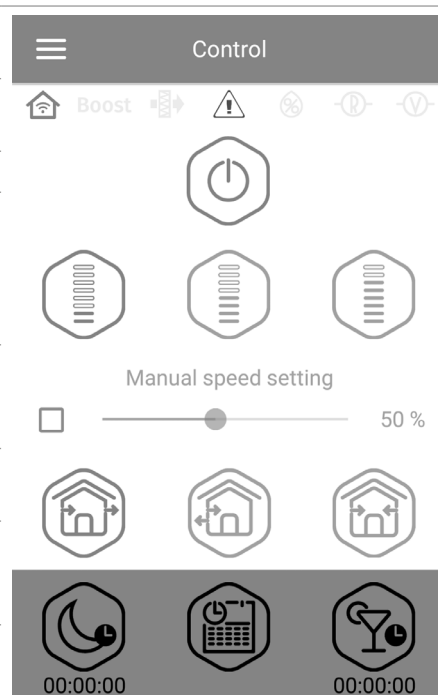 Control
Boost % R V
Manual speed setting
50 %
00:00:00 00:00:00